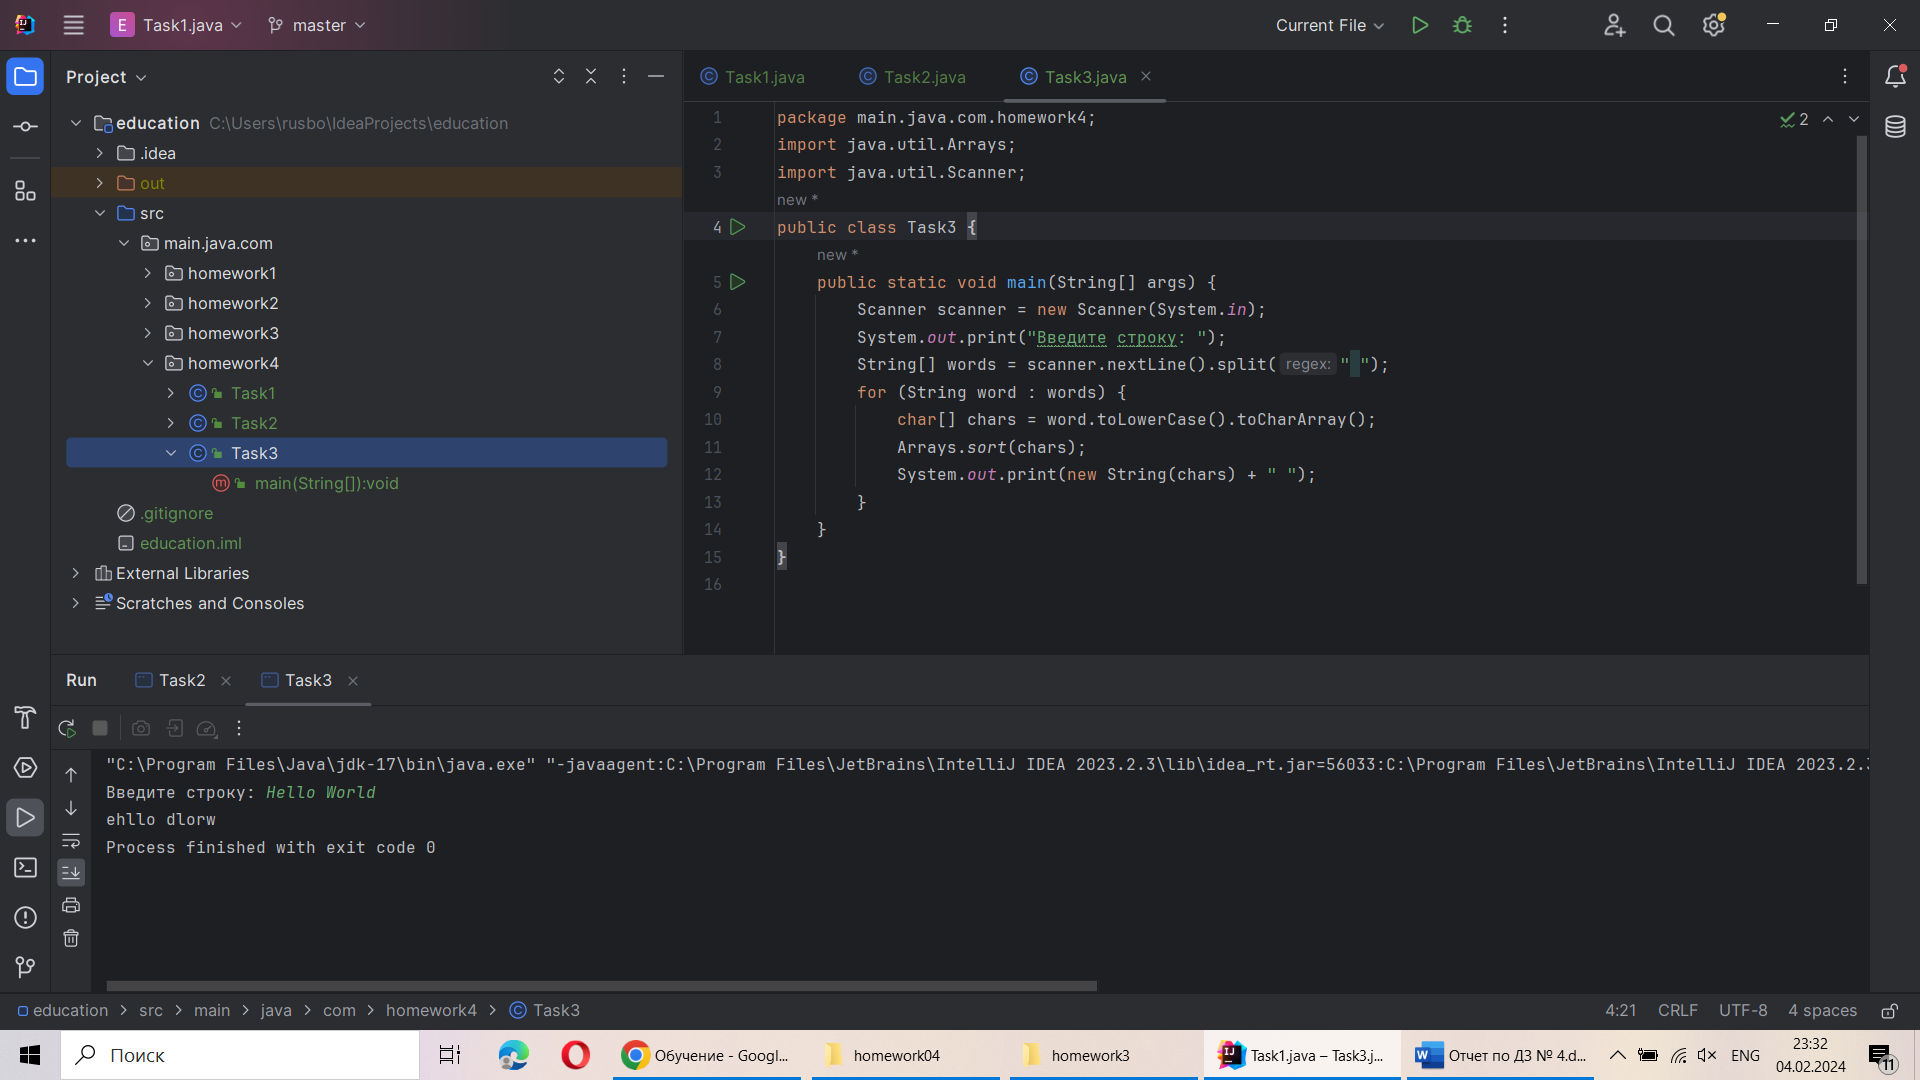 E Task1.java master Current File
Project
Task1.java Task2.java Task3.java
education C:\Users\rusbo\IdeaProjects\education
.idea
out
src
main.java.com
homework1
homework2
homework3
homework4
Task1
Task2
Task3
main(String[]):void
.gitignore
education.iml
External Libraries
Scratches and Consoles
2
1 package main.java.com.homework4;
2 import java.util.Arrays;
3 import java.util.Scanner;
new *
4 public class Task3 {
new *
5 public static void main(String[] args) {
6 Scanner scanner = new Scanner(System.in);
7 System.out.print("Введите строку: ");
8 String[] words = scanner.nextLine().split( regex: " ");
9 for (String word : words) {
10 char[] chars = word.toLowerCase().toCharArray();
11 Arrays.sort(chars);
12 System.out.print(new String(chars) + " ");
13 }
14 }
15 }
16
Run Task2 Task3
"C:\Program Files\Java\jdk-17\bin\java.exe" "-javaagent:C:\Program Files\JetBrains\IntelliJ IDEA 2023.2.3\lib\idea_rt.jar=56033:C:\Program Files\JetBrains\IntelliJ IDEA 2023.2.3
Введите строку: Hello World
ehllo dlorw
Process finished with exit code 0
education src main java com homework4 Task3 4:21 CRLF UTF-8 4 spaces
Поиск Обучение - Googl... homework04 homework3 Task1.java – Task3.j... Отчет по ДЗ № 4.d... ENG 23:32 11
04.02.2024